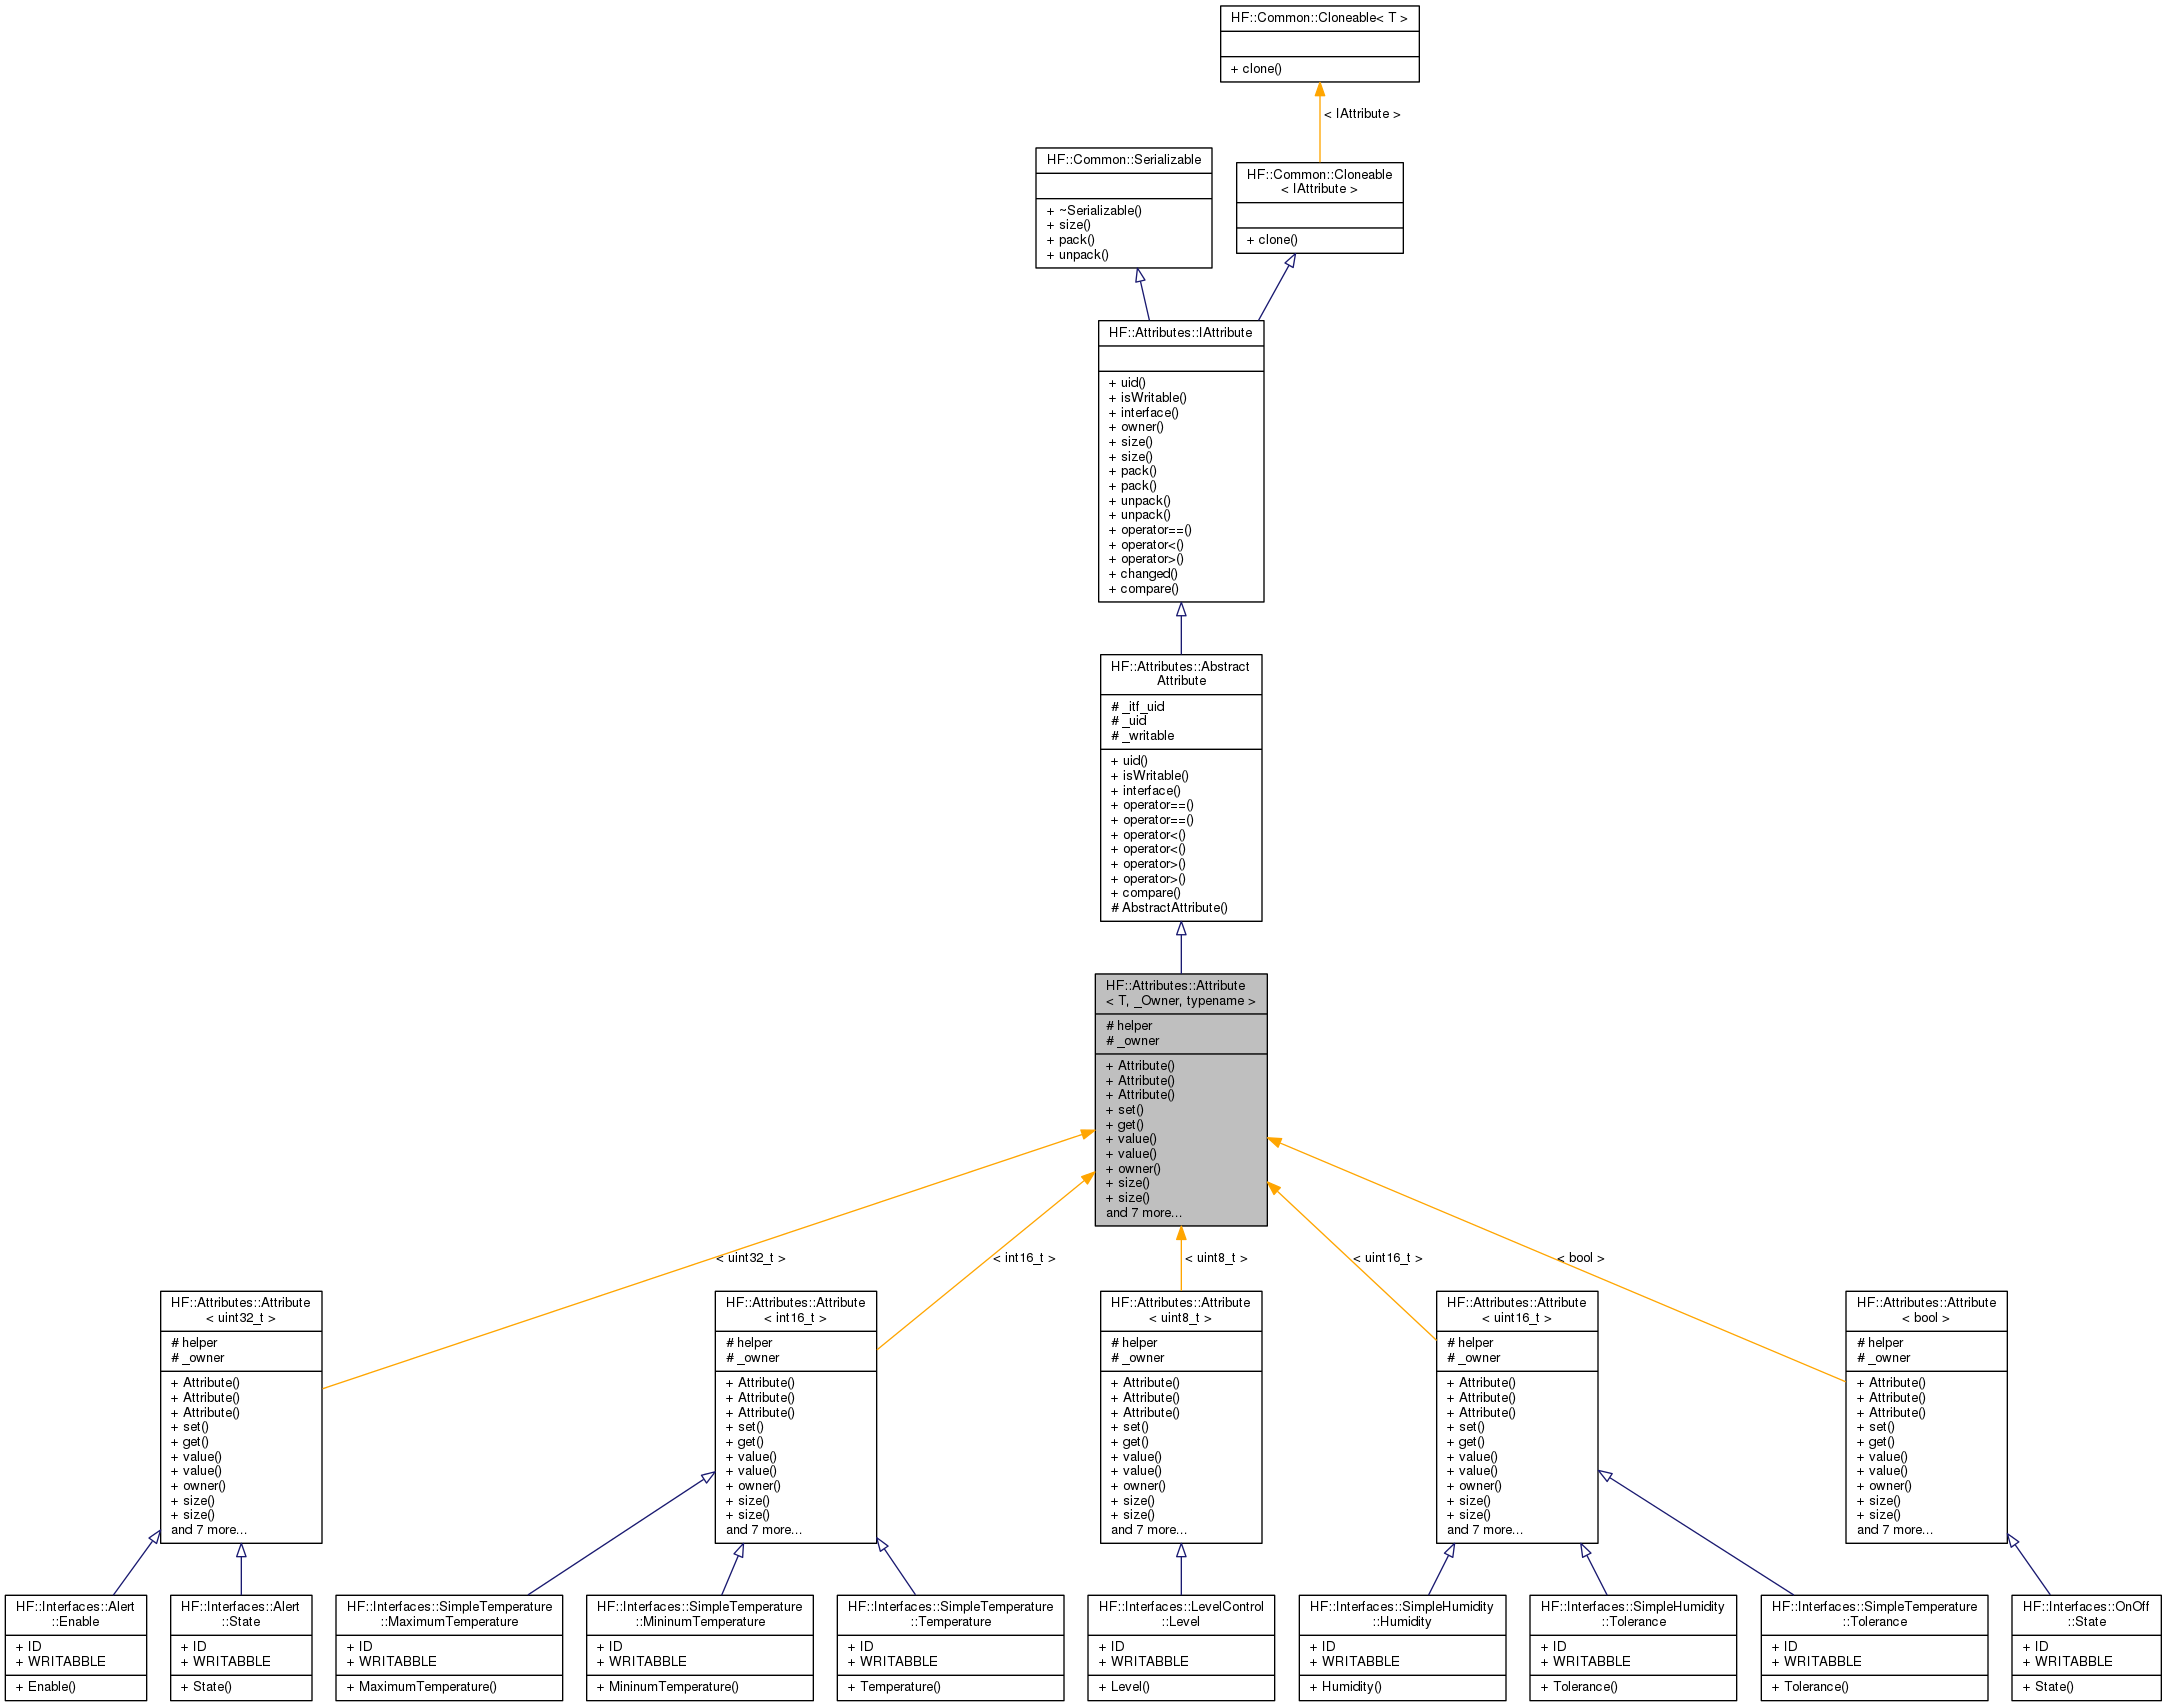 HF::Common::Cloneable< T >
+ clone()
< IAttribute >
HF::Common::Serializable
+ ~Serializable()
+ size()
+ pack()
+ unpack()
HF::Common::Cloneable
< IAttribute >
+ clone()
HF::Attributes::IAttribute
+ uid()
+ isWritable()
+ interface()
+ owner()
+ size()
+ size()
+ pack()
+ pack()
+ unpack()
+ unpack()
+ operator==()
+ operator<()
+ operator>()
+ changed()
+ compare()
HF::Attributes::Abstract
Attribute
# _itf_uid
# _uid
# _writable
+ uid()
+ isWritable()
+ interface()
+ operator==()
+ operator==()
+ operator<()
+ operator<()
+ operator>()
+ operator>()
+ compare()
# AbstractAttribute()
HF::Attributes::Attribute
< T, _Owner, typename >
# helper
# _owner
+ Attribute()
+ Attribute()
+ Attribute()
+ set()
+ get()
+ value()
+ value()
+ owner()
+ size()
+ size()
and 7 more...
< uint32_t >
< int16_t >
< uint8_t >
< uint16_t >
< bool >
HF::Attributes::Attribute
< uint32_t >
# helper
# _owner
+ Attribute()
+ Attribute()
+ Attribute()
+ set()
+ get()
+ value()
+ value()
+ owner()
+ size()
+ size()
and 7 more...
HF::Attributes::Attribute
< int16_t >
# helper
# _owner
+ Attribute()
+ Attribute()
+ Attribute()
+ set()
+ get()
+ value()
+ value()
+ owner()
+ size()
+ size()
and 7 more...
HF::Attributes::Attribute
< uint8_t >
# helper
# _owner
+ Attribute()
+ Attribute()
+ Attribute()
+ set()
+ get()
+ value()
+ value()
+ owner()
+ size()
+ size()
and 7 more...
HF::Attributes::Attribute
< uint16_t >
# helper
# _owner
+ Attribute()
+ Attribute()
+ Attribute()
+ set()
+ get()
+ value()
+ value()
+ owner()
+ size()
+ size()
and 7 more...
HF::Attributes::Attribute
< bool >
# helper
# _owner
+ Attribute()
+ Attribute()
+ Attribute()
+ set()
+ get()
+ value()
+ value()
+ owner()
+ size()
+ size()
and 7 more...
HF::Interfaces::Alert
::Enable
+ ID
+ WRITABBLE
+ Enable()
HF::Interfaces::Alert
::State
+ ID
+ WRITABBLE
+ State()
HF::Interfaces::SimpleTemperature
::MaximumTemperature
+ ID
+ WRITABBLE
+ MaximumTemperature()
HF::Interfaces::SimpleTemperature
::MininumTemperature
+ ID
+ WRITABBLE
+ MininumTemperature()
HF::Interfaces::SimpleTemperature
::Temperature
+ ID
+ WRITABBLE
+ Temperature()
HF::Interfaces::LevelControl
::Level
+ ID
+ WRITABBLE
+ Level()
HF::Interfaces::SimpleHumidity
::Humidity
+ ID
+ WRITABBLE
+ Humidity()
HF::Interfaces::SimpleHumidity
::Tolerance
+ ID
+ WRITABBLE
+ Tolerance()
HF::Interfaces::SimpleTemperature
::Tolerance
+ ID
+ WRITABBLE
+ Tolerance()
HF::Interfaces::OnOff
::State
+ ID
+ WRITABBLE
+ State()